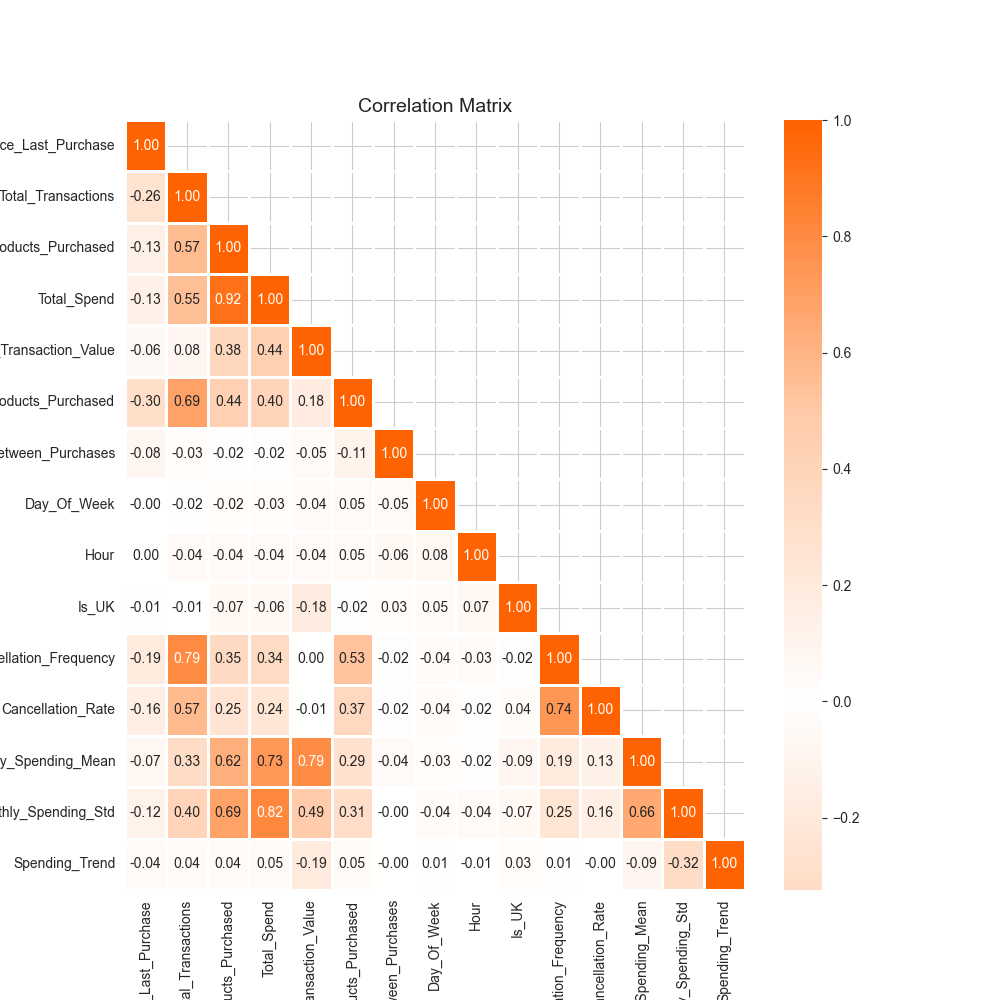 Correlation Matrix
ce_Last_Purchase 1.00
Total_Transactions -0.26 1.00
oducts_Purchased -0.13 0.57 1.00
Total_Spend -0.13 0.55 0.92 1.00
_Transaction_Value -0.06 0.08 0.38 0.44 1.00
oducts_Purchased -0.30 0.69 0.44 0.40 0.18 1.00
etween_Purchases -0.08 -0.03 -0.02 -0.02 -0.05 -0.11 1.00
Day_Of_Week -0.00 -0.02 -0.02 -0.03 -0.04 0.05 -0.05 1.00
Hour 0.00 -0.04 -0.04 -0.04 -0.04 0.05 -0.06 0.08 1.00
Is_UK -0.01 -0.01 -0.07 -0.06 -0.18 -0.02 0.03 0.05 0.07 1.00
ellation_Frequency -0.19 0.79 0.35 0.34 0.00 0.53 -0.02 -0.04 -0.03 -0.02 1.00
Cancellation_Rate -0.16 0.57 0.25 0.24 -0.01 0.37 -0.02 -0.04 -0.02 0.04 0.74 1.00
y_Spending_Mean -0.07 0.33 0.62 0.73 0.79 0.29 -0.04 -0.03 -0.02 -0.09 0.19 0.13 1.00
thly_Spending_Std -0.12 0.40 0.69 0.82 0.49 0.31 -0.00 -0.04 -0.04 -0.07 0.25 0.16 0.66 1.00
Spending_Trend -0.04 0.04 0.04 0.05 -0.19 0.05 -0.00 0.01 -0.01 0.03 0.01 -0.00 -0.09 -0.32 1.00
_Last_Purchase
al_Transactions
ucts_Purchased
Total_Spend
ansaction_Value
ucts_Purchased
ween_Purchases
Day_Of_Week
Hour
Is_UK
ation_Frequency
ancellation_Rate
Spending_Mean
y_Spending_Std
Spending_Trend
1.0
0.8
0.6
0.4
0.2
0.0
−0.2